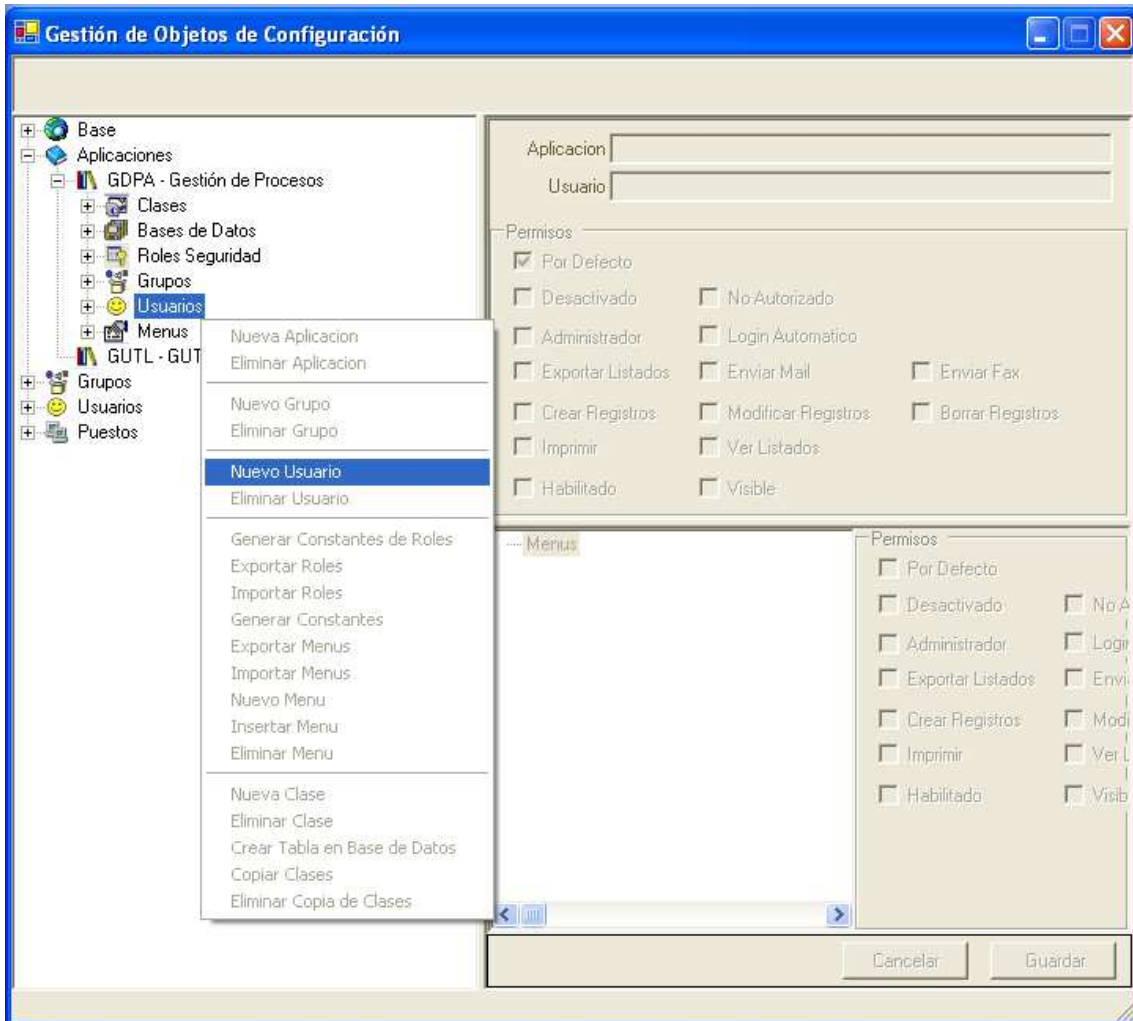 Gestión de Objetos de Configuración
Base
Aplicaciones
GDPA - Gestión de Procesos
Clases
Bases de Datos
Roles Seguridad
Grupos
Usuarios
Menus
GUTL - GUT
Grupos
Usuarios
Puestos
Nueva Aplicacion
Eliminar Aplicacion
Nuevo Grupo
Eliminar Grupo
Nuevo Usuario
Eliminar Usuario
Generar Constantes de Roles
Exportar Roles
Importar Roles
Generar Constantes
Exportar Menus
Importar Menus
Nuevo Menu
Insertar Menu
Eliminar Menu
Nueva Clase
Eliminar Clase
Crear Tabla en Base de Datos
Copiar Clases
Eliminar Copia de Clases
Aplicacion
Usuario
Permisos
Por Defecto
Desactivado No Autorizado
Administrador Login Automatico
Exportar Listados Enviar Mail Enviar Fax
Crear Registros Modificar Registros Borrar Registros
Imprimir Ver Listados
Habilitado Visible
Menus
Permisos
Por Defecto
Desactivado No A
Administrador Login
Exportar Listados Envi
Crear Registros Modi
Imprimir Ver L
Habilitado Visib
Cancelar Guardar